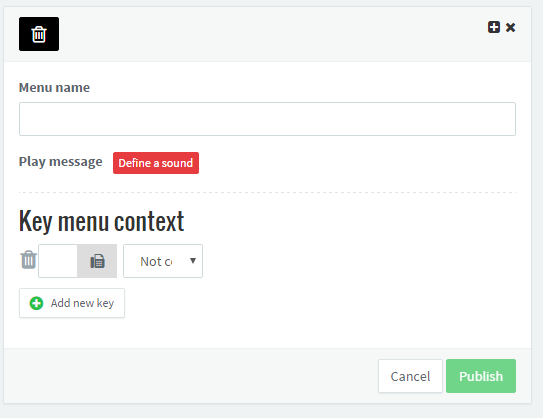 Menu name
Play message Define a sound
Key menu context
Not c
Add new key
Cancel Publish